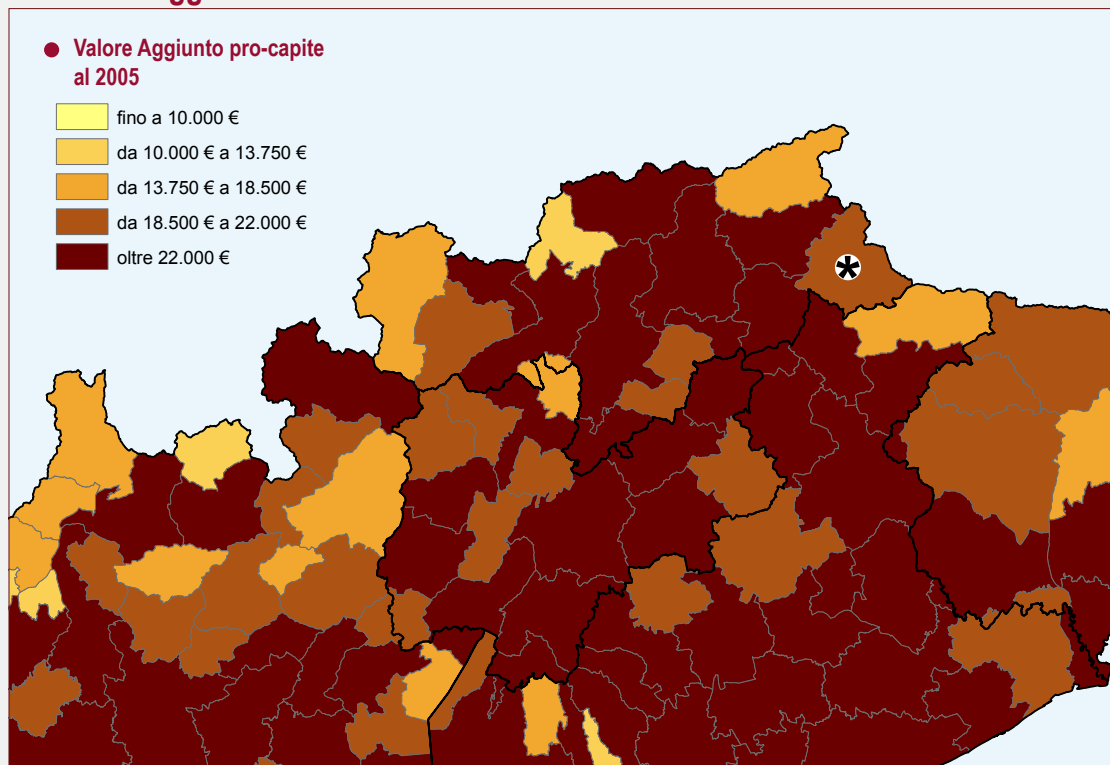 Valore Aggiunto pro-capite
al 2005
fino a 10.000 €
da 10.000 € a 13.750 €
da 13.750 € a 18.500 €
da 18.500 € a 22.000 €
oltre 22.000 €
*